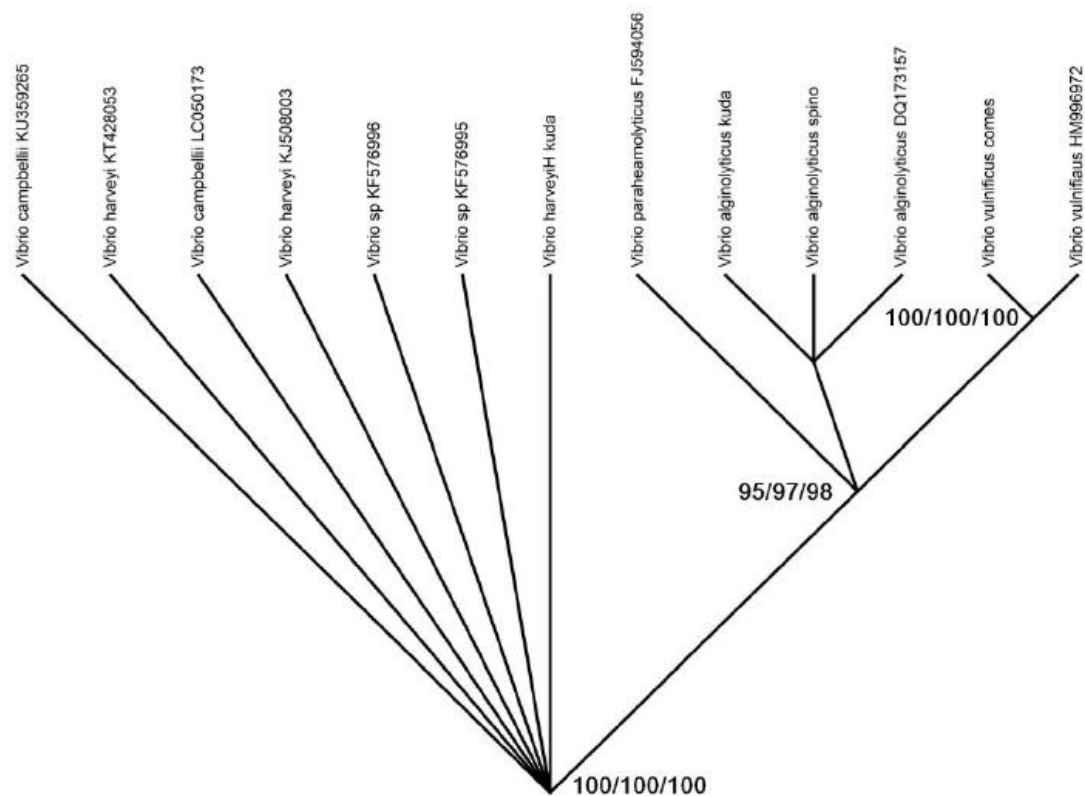 Vibrio campbellii KU359265
Vibrio harveyi KT428053
Vibrio campbellii LC050173
Vibrio harveyi KJ508003
Vibrio sp KF576996
Vibrio sp KF576995
Vibrio harveyiH kuda
Vibrio paraheamolyticus FJ594056
Vibrio alginolyticus kuda
Vibrio alginolyticus spino
Vibrio alginolyticus DQ173157
Vibrio vulnificus comes
Vibrio vulnifiaus HM996972
100/100/100
95/97/98
100/100/100